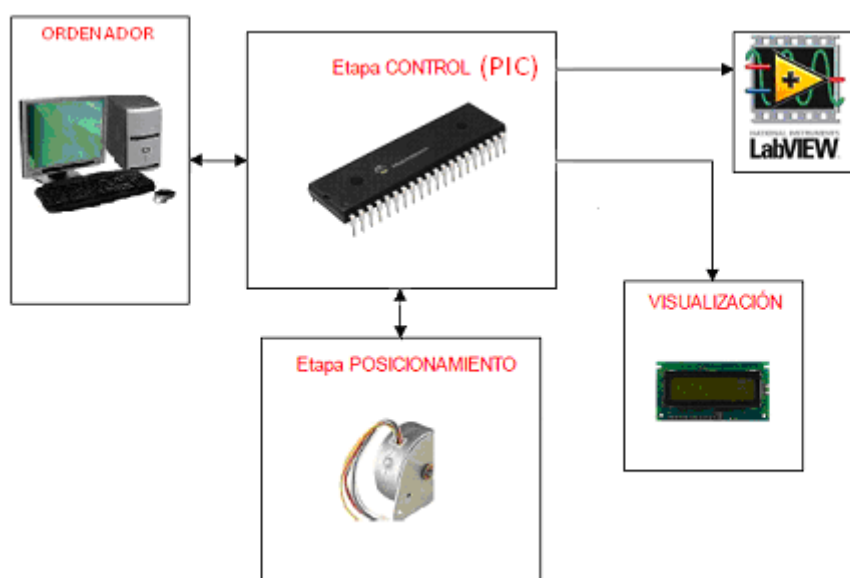 ORDENADOR
Etapa CONTROL (PIC)
NATIONAL INSTRUMENTS
LabVIEW
VISUALIZACIÓN
Etapa POSICIONAMIENTO